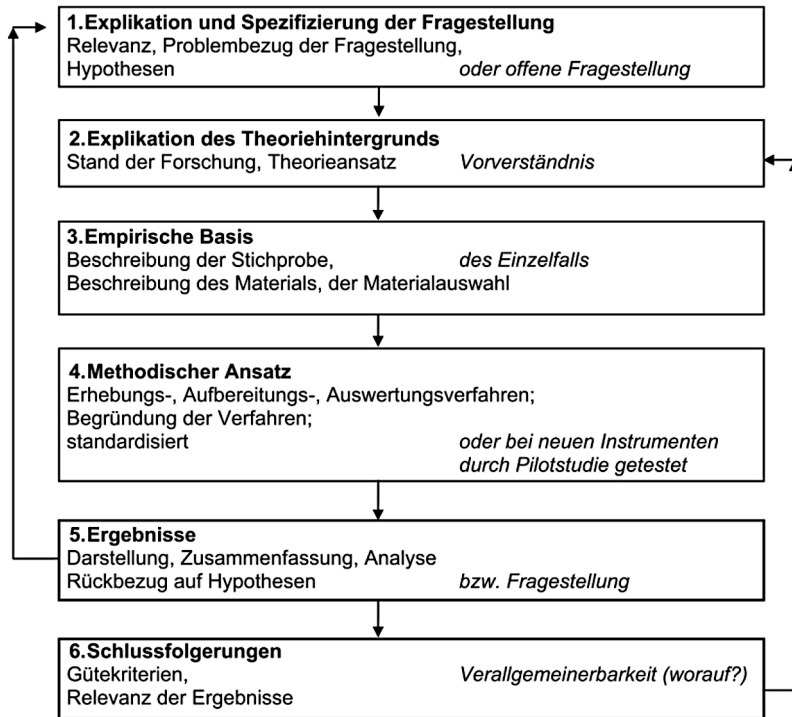 1.Explikation und Spezifizierung der Fragestellung
Relevanz, Problembezug der Fragestellung,
Hypothesen oder offene Fragestellung
2.Explikation des Theoriehintergrunds
Stand der Forschung, Theorieansatz Vorverständnis
3.Empirische Basis
Beschreibung der Stichprobe, des Einzelfalls
Beschreibung des Materials, der Materialauswahl
4.Methodischer Ansatz
Erhebungs-, Aufbereitungs-, Auswertungsverfahren;
Begründung der Verfahren;
standardisiert oder bei neuen Instrumenten
durch Pilotstudie getestet
5.Ergebnisse
Darstellung, Zusammenfassung, Analyse
Rückbezug auf Hypothesen bzw. Fragestellung
6.Schlussfolgerungen
Gütekriterien, Verallgemeinerbarkeit (worauf?)
Relevanz der Ergebnisse